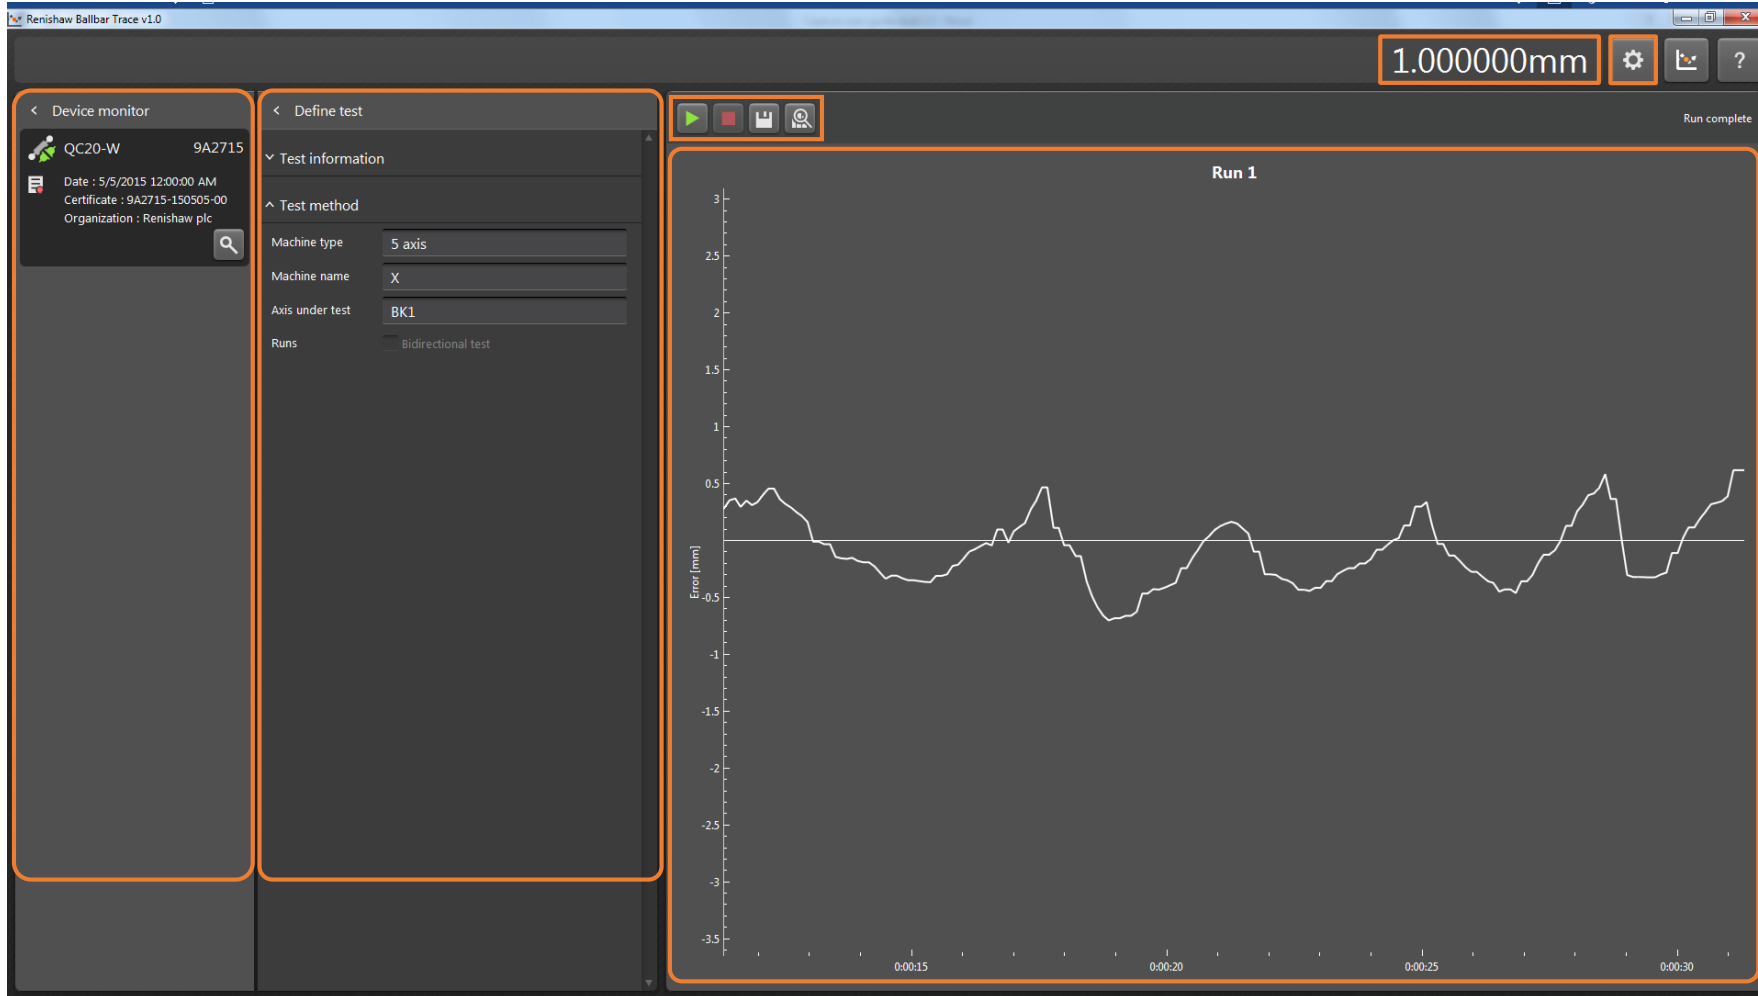 Renishaw Ballbar Trace v1.0
1.000000mm
?
Device monitor
QC20-W 9A2715
Date : 5/5/2015 12:00:00 AM
Certificate : 9A2715-150505-00
Organization : Renishaw plc
Define test
Test information
Test method
Machine type 5 axis
Machine name X
Axis under test BK1
Runs Bidirectional test
Run complete
Run 1
3
2.5
2
1.5
1
0.5
0
Error [mm]
-0.5
-1
-1.5
-2
-2.5
-3
-3.5
0:00:15 0:00:20 0:00:25 0:00:30